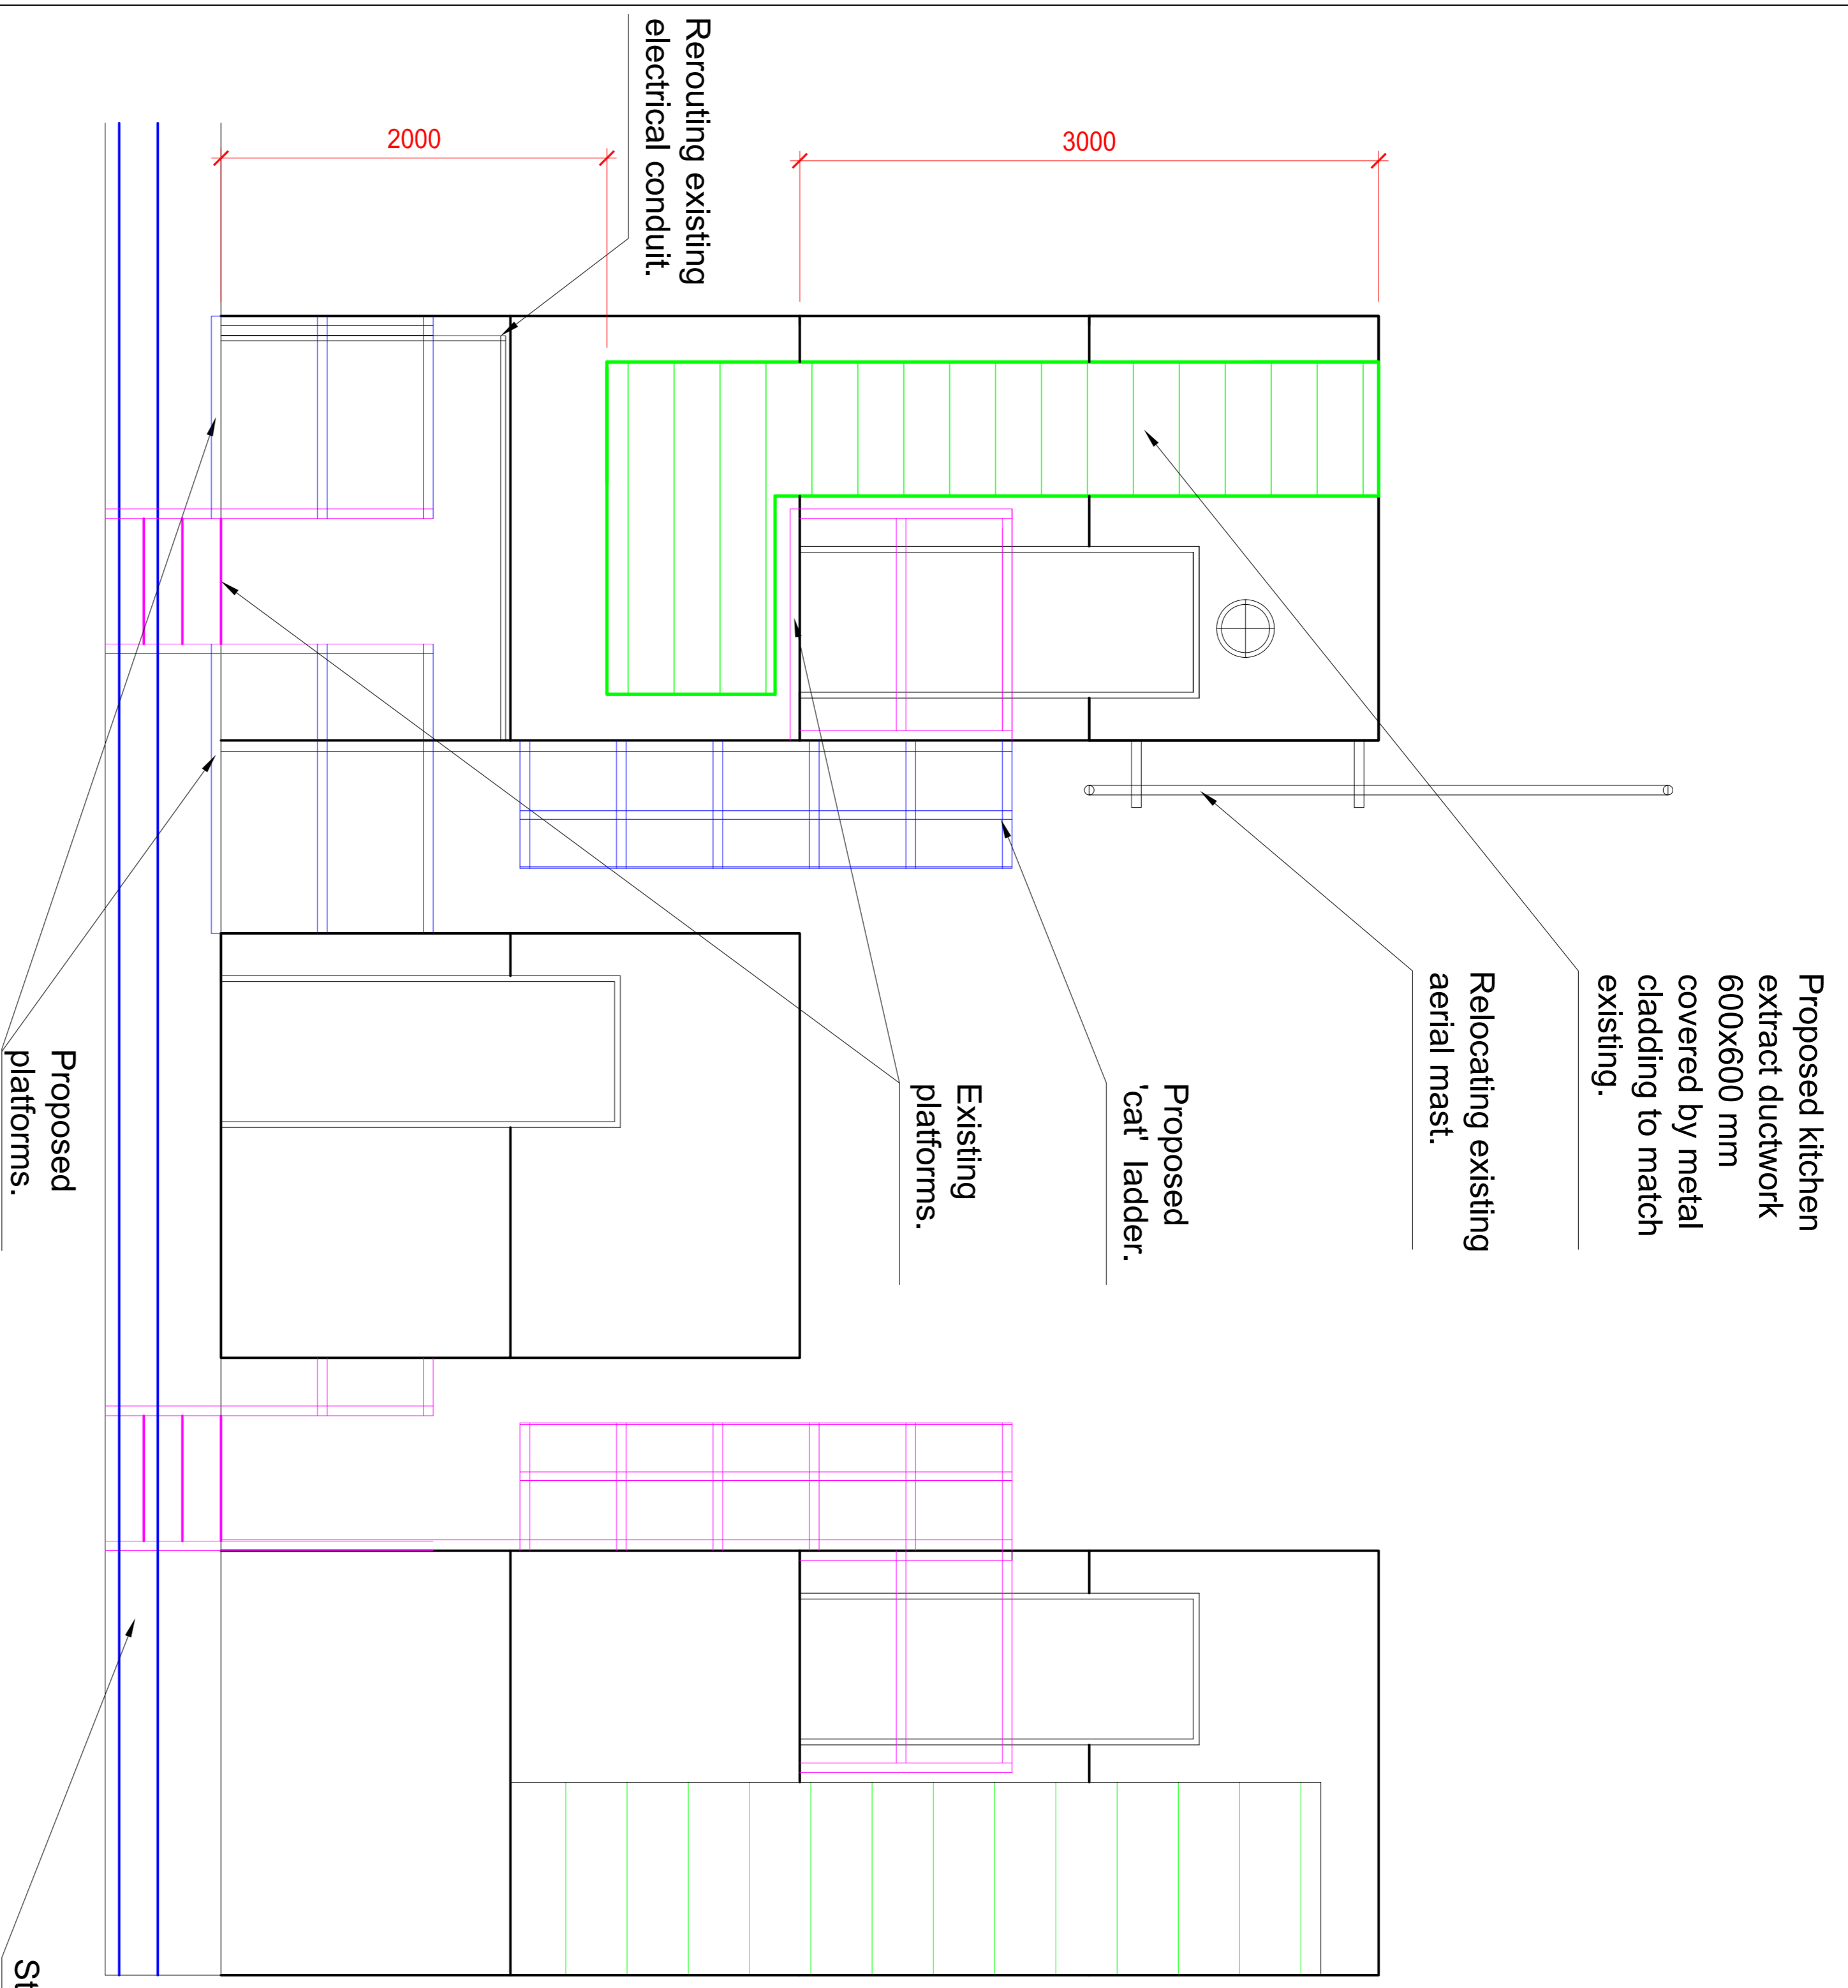 Proposed kitchen
extract ductwork
600x600 mm
covered by metal
cladding to match
existing.
Relocating existing
aerial mast.
Proposed
'cat' ladder.
Existing
platforms.
Rerouting existing
electrical conduit.
Proposed
platforms.
3000
2000